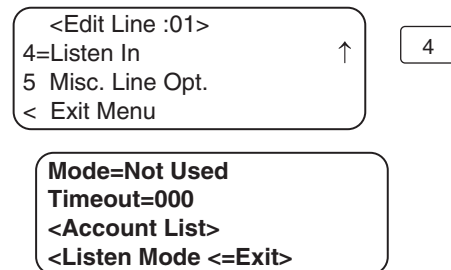 <Edit Line :01>
4=Listen In ↑
4
5 Misc. Line Opt.
< Exit Menu
Mode=Not Used
Timeout=000
<Account List>
<Listen Mode <=Exit>